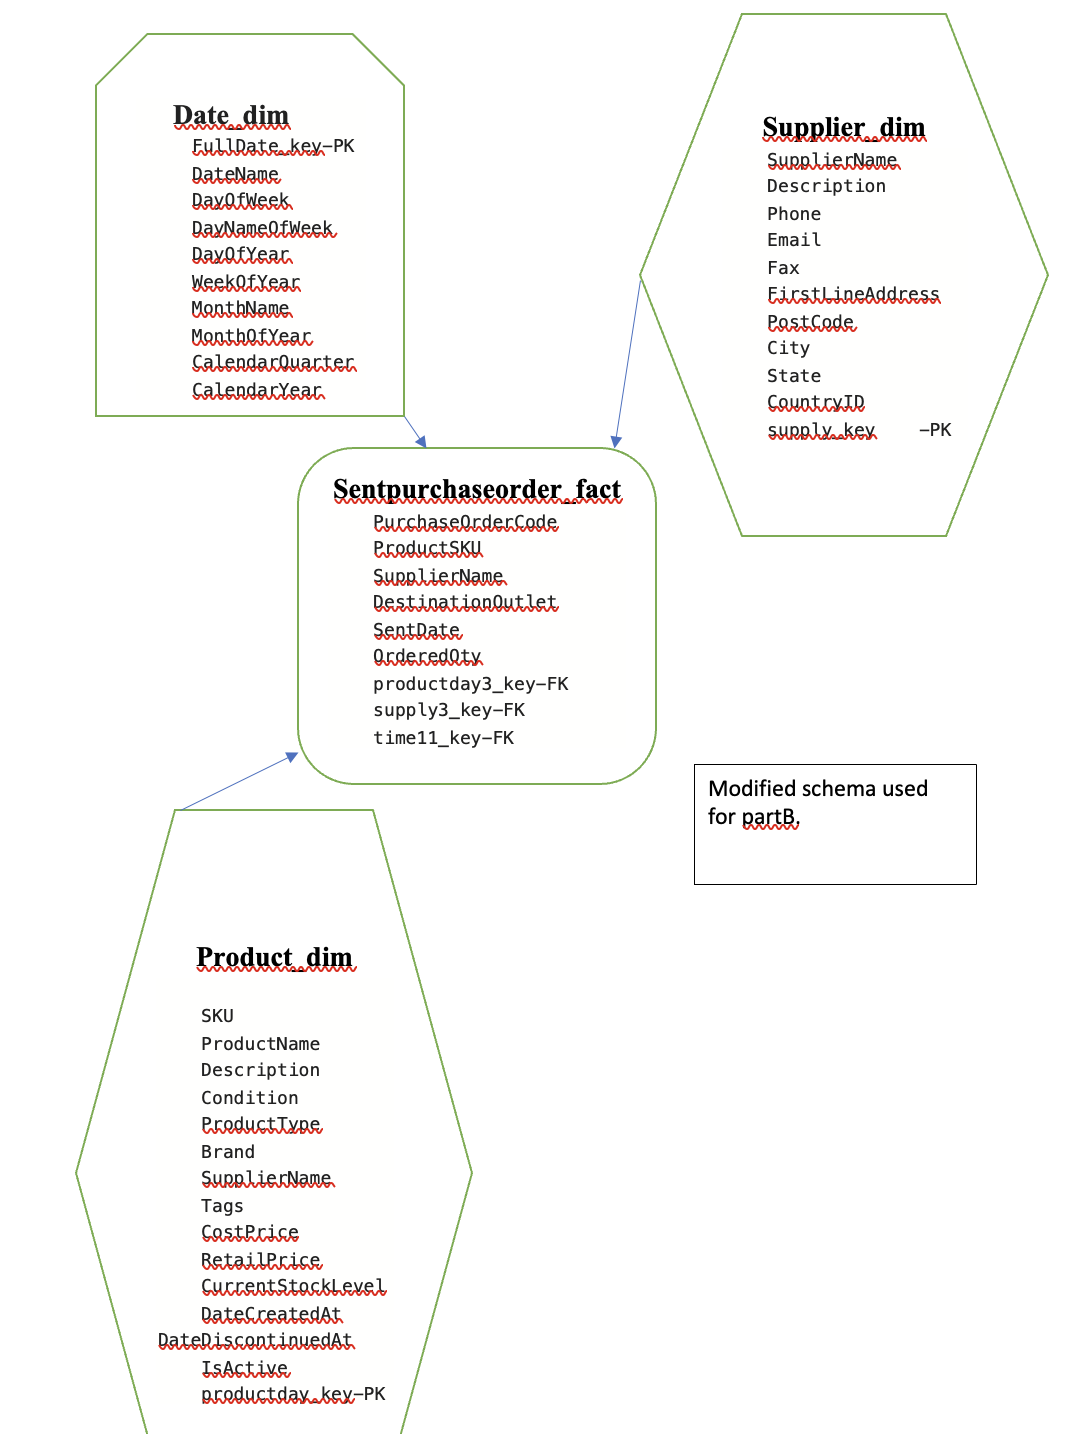 Date_dim
FullDate_key-PK
DateName
DayOfWeek
DayNameOfWeek
DayOfYear
WeekOfYear
MonthName
MonthOfYear
CalendarQuarter
CalendarYear
Supplier_dim
SupplierName
Description
Phone
Email
Fax
FirstLineAddress
PostCode
City
State
CountryID
supply_key -PK
Sentpurchaseorder_fact
PurchaseOrderCode
ProductSKU
SupplierName
DestinationOutlet
SentDate
OrderedQty
productday3_key-FK
supply3_key-FK
time11_key-FK
Modified schema used
for partB.
Product_dim
SKU
ProductName
Description
Condition
ProductType
Brand
SupplierName
Tags
CostPrice
RetailPrice
CurrentStockLevel
DateCreatedAt
DateDiscontinuedAt
IsActive
productday_key-PK